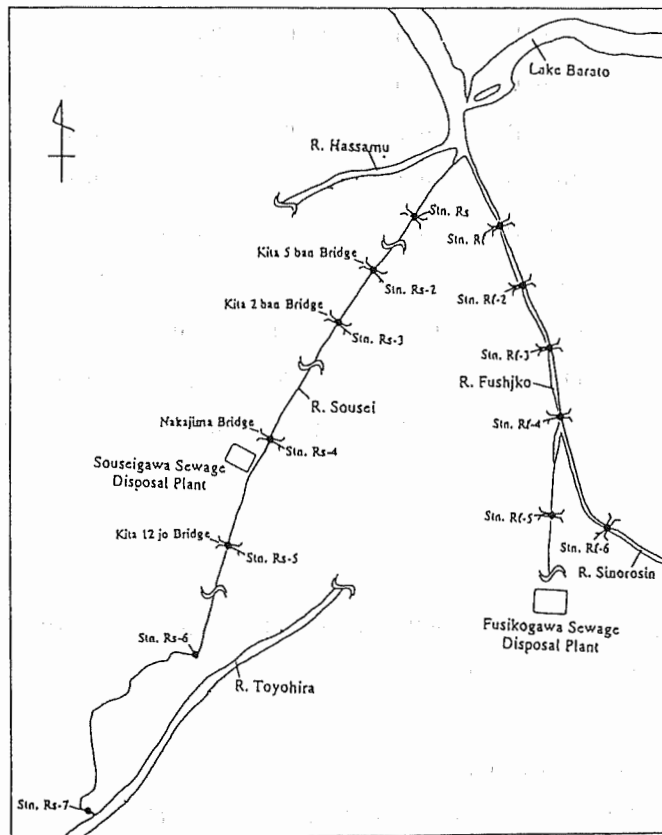 Lake Barato
R. Hassamu
Stn. Rs
Stn. Rf
Kita 5 ban Bridge
Stn. Rs-2
Stn. Rf-2
Kita 2 ban Bridge
Stn. Rs-3
Stn. Rf-3
R. Fushjko
R. Sousei
Stn. Rf-4
Nakajima Bridge
Stn. Rs-4
Souseigawa Sewage
Disposal Plant
Stn. Rf-5
Kita 12 jo Bridge
Stn. Rs-5
Stn. Rf-6
R. Sinorosin
Fusikogawa Sewage
Disposal Plant
Stn. Rs-6
R. Toyohira
Stn. Rs-7